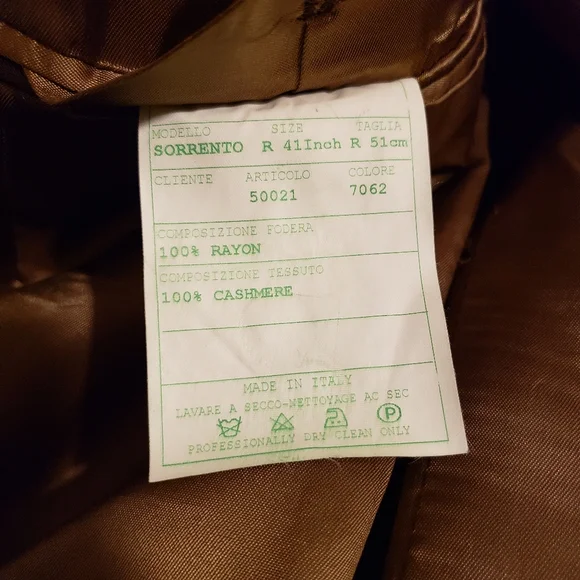 MODELLO SIZE TAGLIA
SORRENTO R 41Inch R 51cm
CLIENTE ARTICOLO COLORE
50021 7062
COMPOSIZIONE FODERA
100% RAYON
COMPOSIZIONE TESSUTO
100% CASHMERE
MADE IN ITALY
LAVARE A SECCO-NETTOYAGE AC SEC
P
PROFESSIONALLY DRY CLEAN ONLY